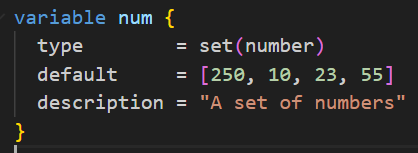 variable num {
  type        = set(number)
  default     = [250, 10, 23, 55]
  description = "A set of numbers"
}